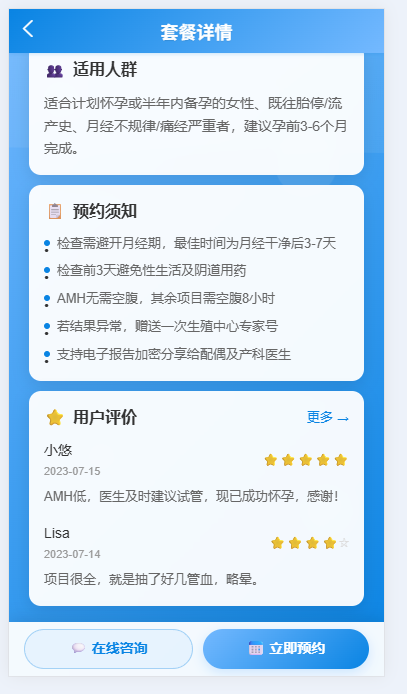 套餐详情
适用人群
适合计划怀孕或半年内备孕的女性、既往胎停/流
产史、月经不规律/痛经严重者，建议孕前3-6个月
完成。
预约须知
检查需避开月经期，最佳时间为月经干净后3-7天
检查前3天避免性生活及阴道用药
AMH无需空腹，其余项目需空腹8小时
若结果异常，赠送一次生殖中心专家号
支持电子报告加密分享给配偶及产科医生
用户评价
更多 →
小悠
2023-07-15
AMH低，医生及时建议试管，现已成功怀孕，感谢！
Lisa
2023-07-14
项目很全，就是抽了好几管血，略晕。
在线咨询
立即预约